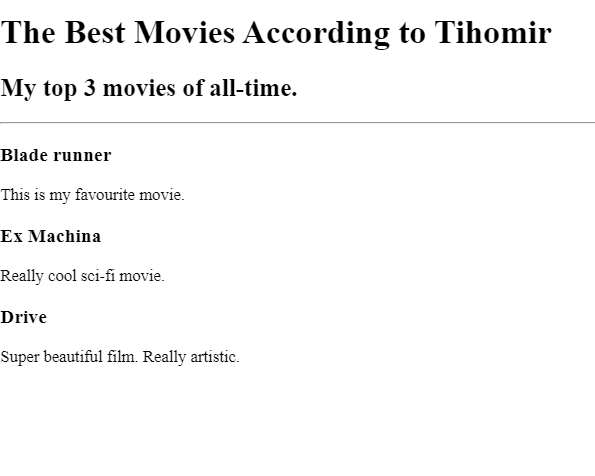 The Best Movies According to Tihomir
My top 3 movies of all-time.
Blade runner
This is my favourite movie.
Ex Machina
Really cool sci-fi movie.
Drive
Super beautiful film. Really artistic.